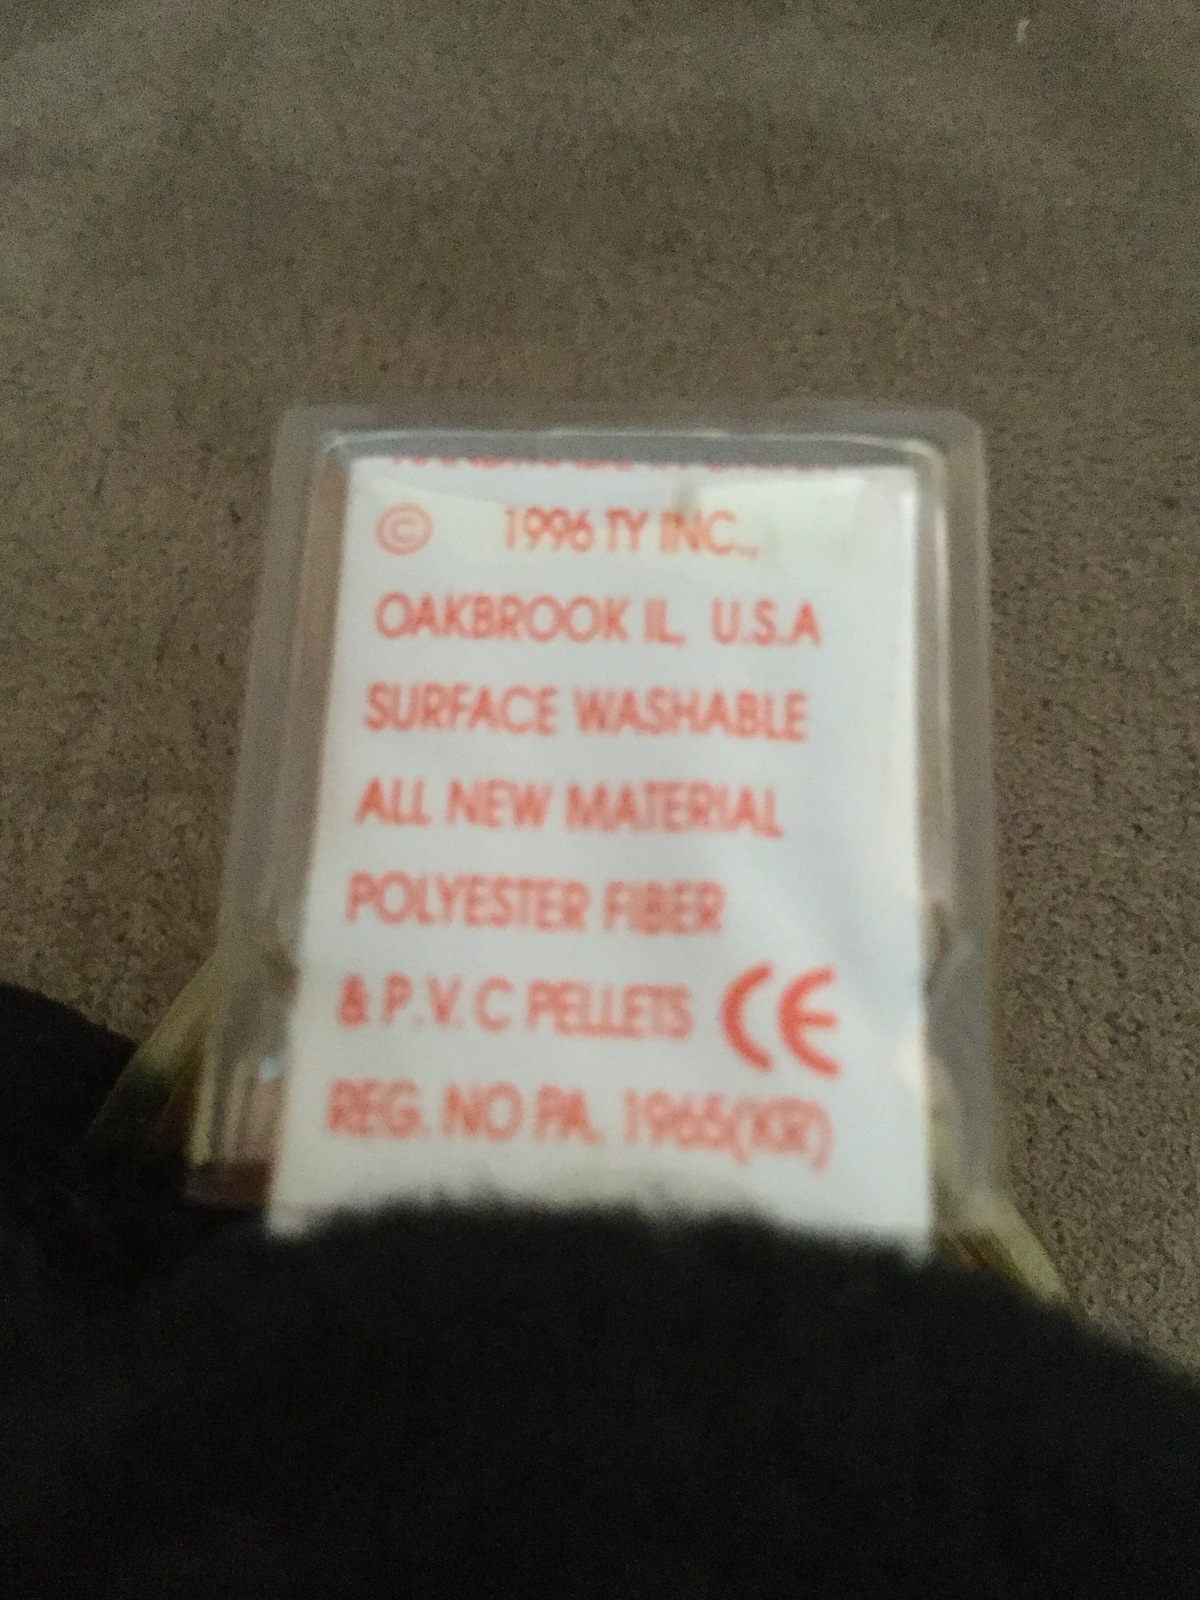 © 1996 TY INC.,
OAKBROOK IL, U.S.A
SURFACE WASHABLE
ALL NEW MATERIAL
POLYESTER FIBER
& P.V.C PELLETS CE
REG. NO PA. 1965(KR)